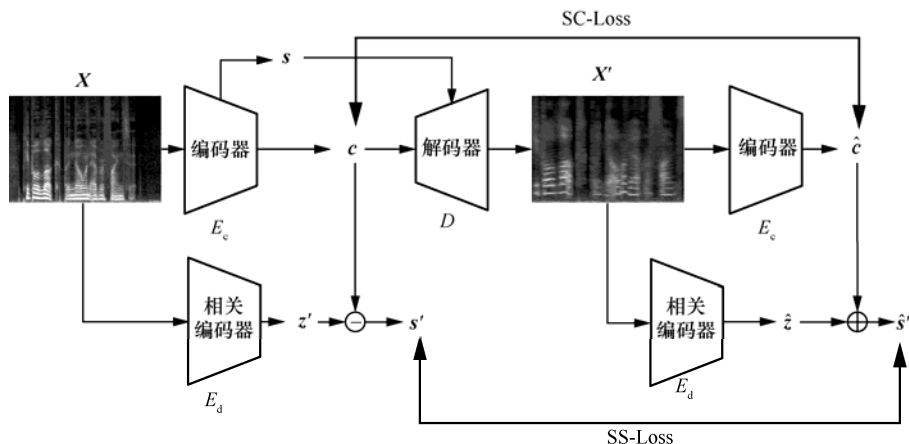 SC-Loss
X
s
X′
编码器
c
解码器
编码器
ĉ
E_c
D
E_c
相关
编码器
z′
−
s′
相关
编码器
ẑ
+
ŝ′
E_d
E_d
SS-Loss